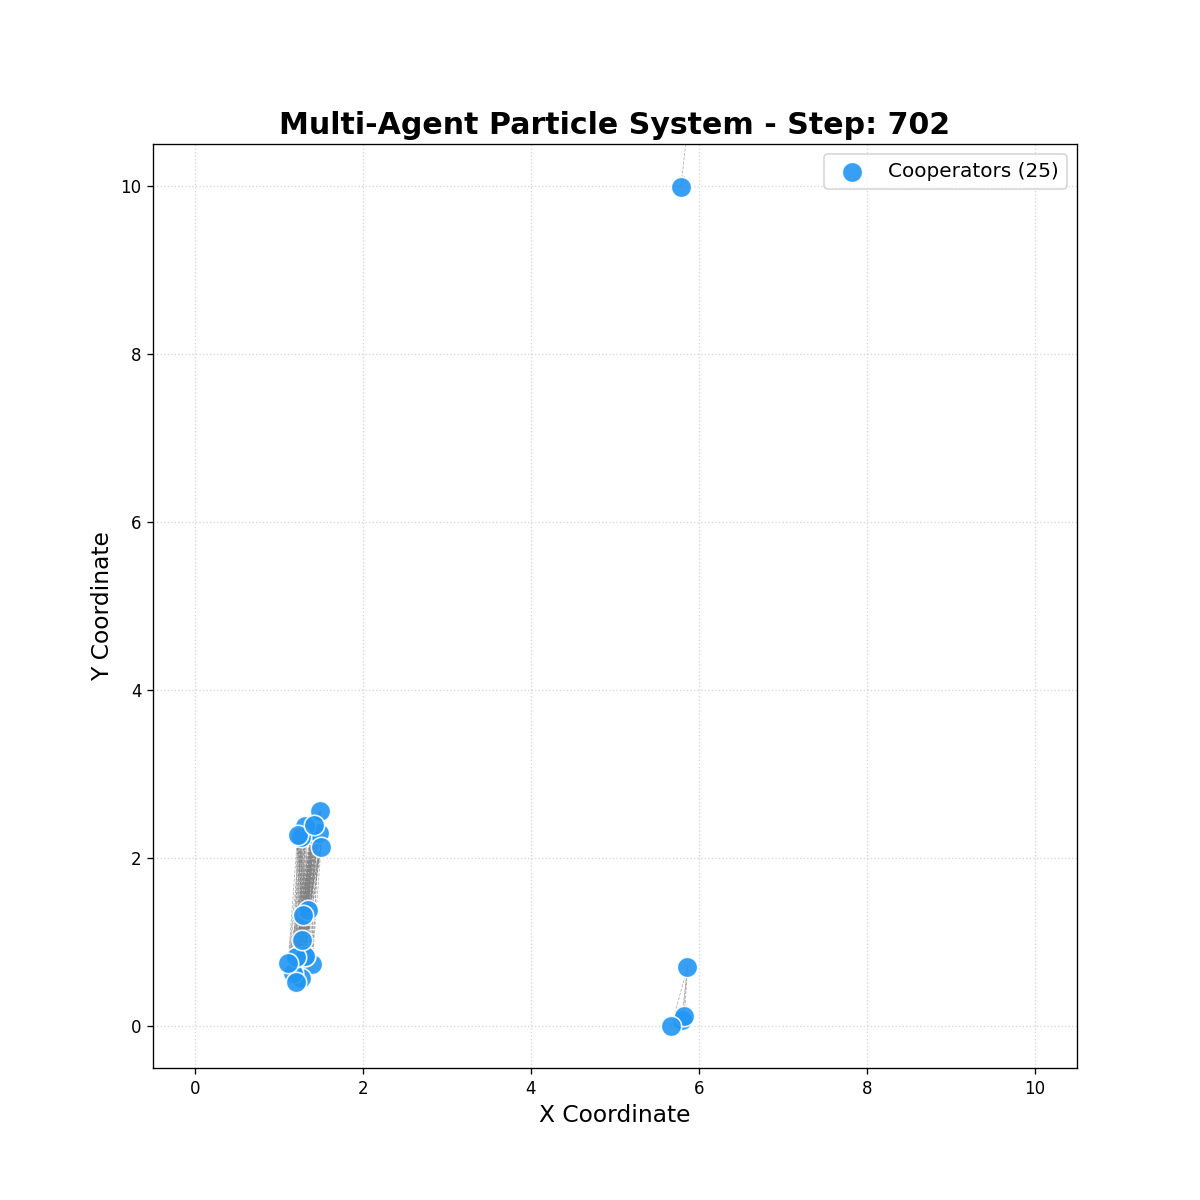 Multi-Agent Particle System - Step: 702
Cooperators (25)
10
8
6
4
2
0
Y Coordinate
0 2 4 6 8 10
X Coordinate